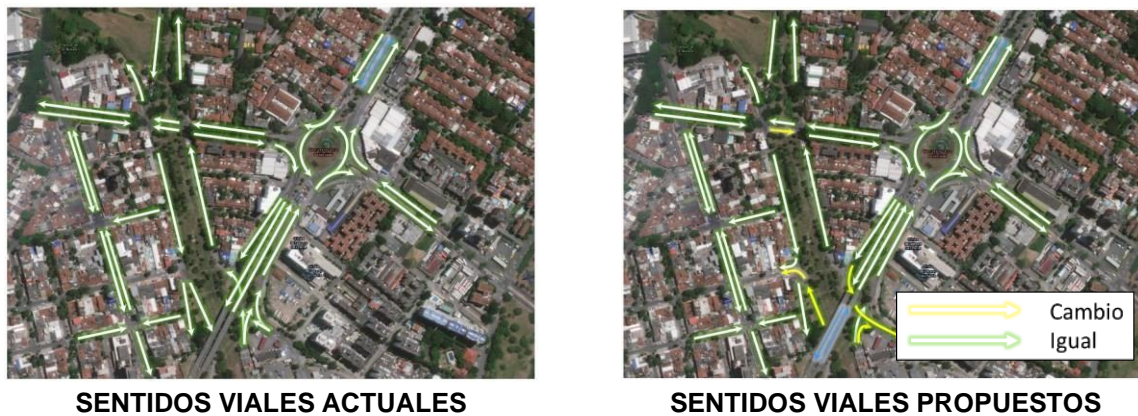 Cambio
Igual
SENTIDOS VIALES ACTUALES
SENTIDOS VIALES PROPUESTOS